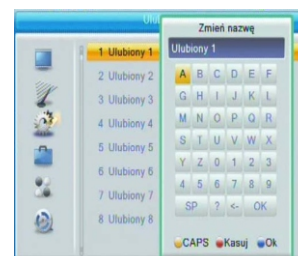 Ulu
1 Ulubiony 1
2 Ulubiony 2
3 Ulubiony 3
4 Ulubiony 4
5 Ulubiony 5
6 Ulubiony 6
7 Ulubiony 7
8 Ulubiony 8
Zmień nazwę
Ulubiony 1
A B C D E F
G H I J K L
M N O P Q R
S T U V W X
Y Z 0 1 2 3
4 5 6 7 8 9
SP ? <- OK
CAPS Kasuj Ok